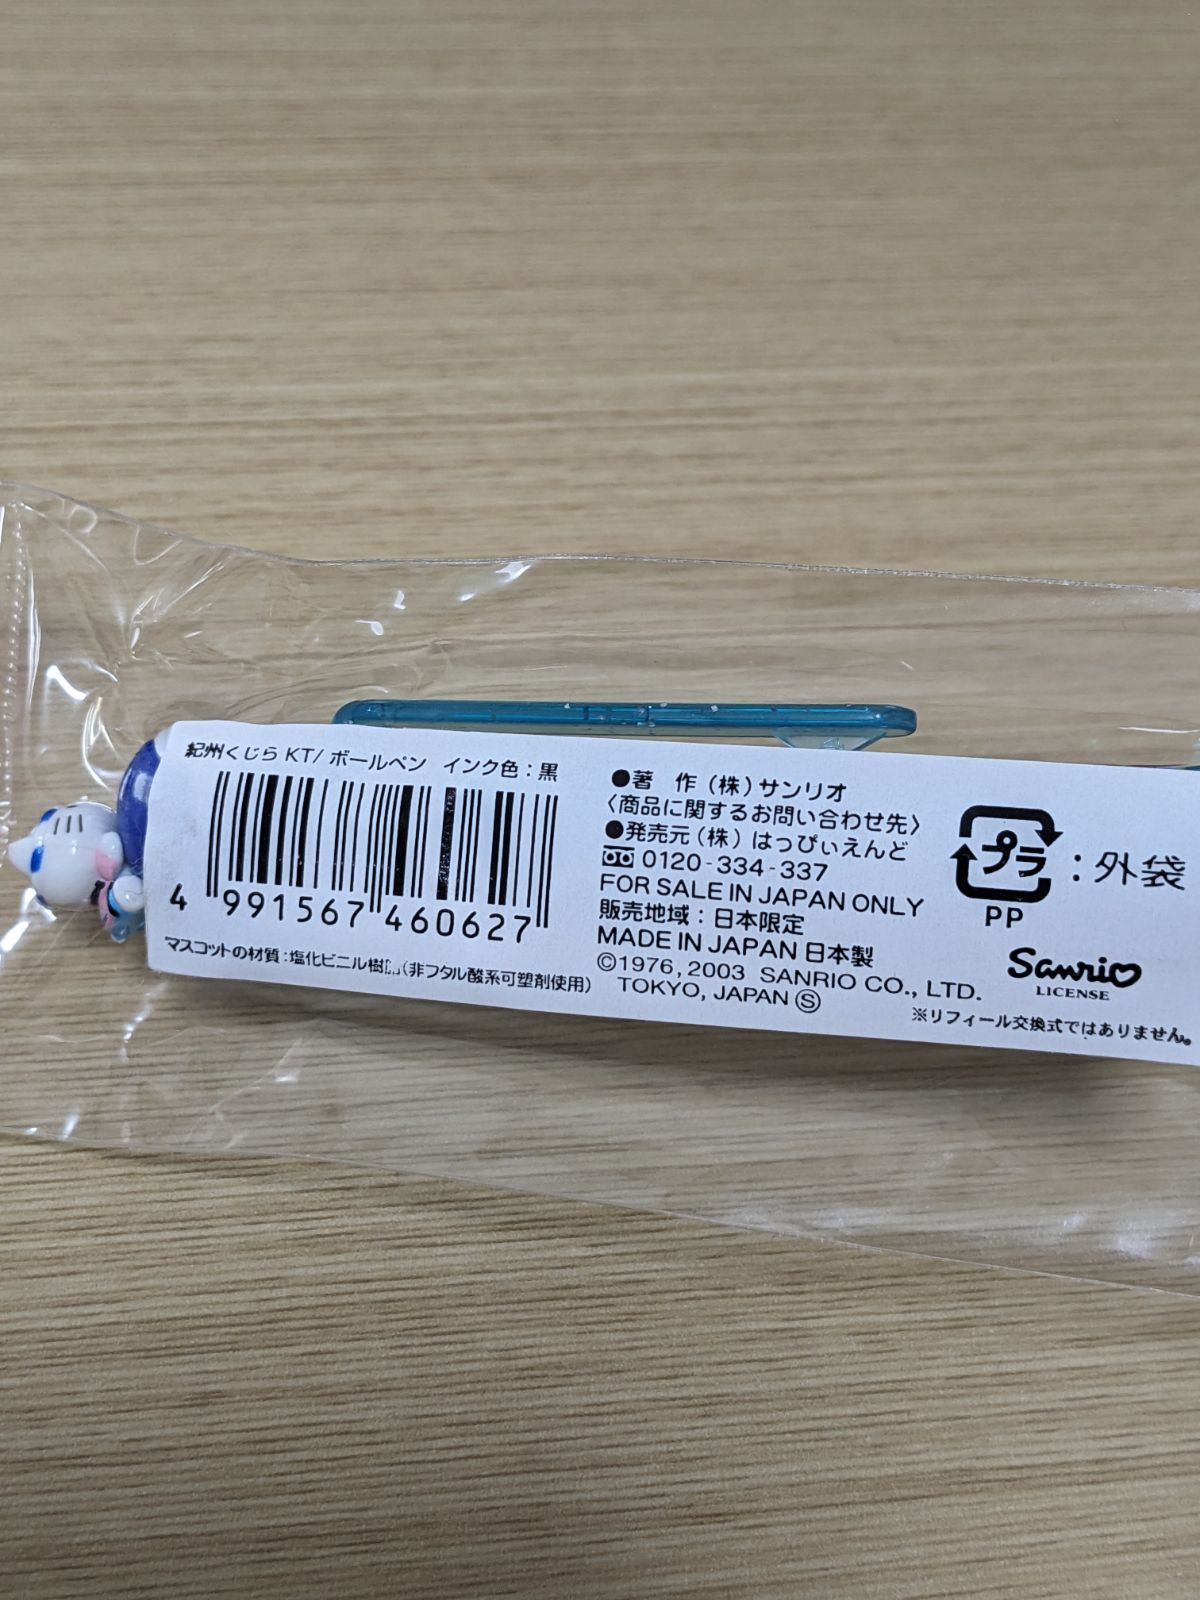 紀州くじら KT/ ボールペン インク色:黒
4 991567 460627
マスコットの材質:塩化ビニル樹脂(非フタル酸系可塑剤使用)
●著 作(株)サンリオ
〈商品に関するお問い合わせ先〉
●発売元(株)はっぴぃえんど
0120-334-337
FOR SALE IN JAPAN ONLY
販売地域:日本限定
MADE IN JAPAN 日本製
©1976, 2003 SANRIO CO., LTD.
TOKYO, JAPAN Ⓢ
プラ:外袋
PP
Sanrio
LICENSE
※リフィール交換式ではありません。